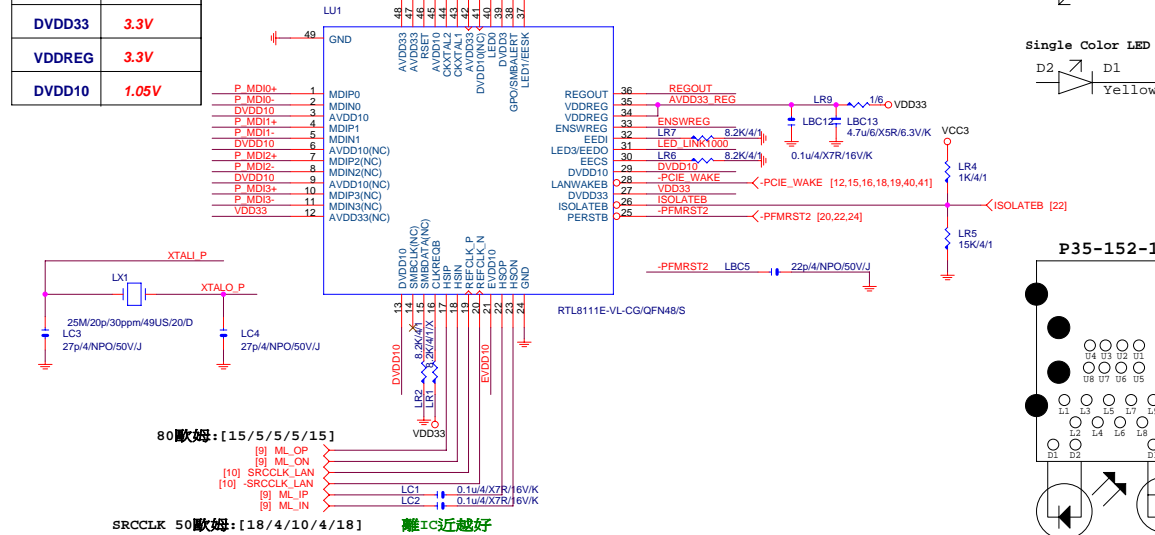 DVDD33 3.3V
VDDREG 3.3V
DVDD10 1.05V
LU1
48 47 46 45 44 43 42 41 40 39 38 37
AVDD33 AVDD33 RSET AVDD10 CKXTAL2 CKXTAL1 AVDD33 DVDD10(NC) LED0 DVDD3 GPO/SMBALERT LED1/EESK
49 GND
P_MDI0+ 1 MDIP0
P_MDI0- 2 MDIN0
DVDD10 3 AVDD10
P_MDI1+ 4 MDIP1
P_MDI1- 5 MDIN1
DVDD10 6 AVDD10(NC)
P_MDI2+ 7 MDIP2(NC)
P_MDI2- 8 MDIN2(NC)
DVDD10 9 AVDD10(NC)
P_MDI3+ 10 MDIP3(NC)
P_MDI3- 11 MDIN3(NC)
VDD33 12 AVDD33(NC)
REGOUT 36 REGOUT
VDDREG 35 AVDD33_REG
VDDREG 34
ENSWREG 33 ENSWREG
EEDI 32 LR7 8.2K/4/1
LED3/EEDO 31 LED_LINK1000
EECS 30 LR6 8.2K/4/1
DVDD10 29 DVDD10
LANWAKEB 28 -PCIE_WAKE -PCIE_WAKE [12,15,16,18,19,40,41]
DVDD33 27 VDD33
ISOLATEB 26 ISOLATEB ISOLATEB [22]
PERSTB 25 -PFMRST2 -PFMRST2 [20,22,24]
LR9 1/6 VDD33
LBC12 LBC13
4.7u/6/X5R/6.3V/K
0.1u/4/X7R/16V/K
VCC3
LR4
1K/4/1
LR5
15K/4/1
-PFMRST2 LBC5 22p/4/NPO/50V/J
DVDD10 SMBCLK(NC) SMBDATA(NC) CLKREQB HSIP HSIN REFCLK_P REFCLK_N EVDD10 HSOP HSON GND
13 14 15 16 17 18 19 20 21 22 23 24
RTL8111E-VL-CG/QFN48/S
DVDD10
8.2K/4/1
8.2K/4/1/X
LR2
LR1
EVDD10
VDD33
XTALI_P
LX1
XTALO_P
25M/20p/30ppm/49US/20/D
LC3
27p/4/NPO/50V/J
LC4
27p/4/NPO/50V/J
80歐姆:[15/5/5/5/15]
[9] ML_OP
[9] ML_ON
[10] SRCCLK_LAN
[10] -SRCCLK_LAN
[9] ML_IP LC1 0.1u/4/X7R/16V/K
[9] ML_IN LC2 0.1u/4/X7R/16V/K
SRCCLK 50歐姆:[18/4/10/4/18]
離IC近越好
Single Color LED
D2 D1
Yellow
P35-152-1
U4 U3 U2 U1
U8 U7 U6 U5
L1 L3 L5 L7
L2 L4 L6 L8
D1 D2